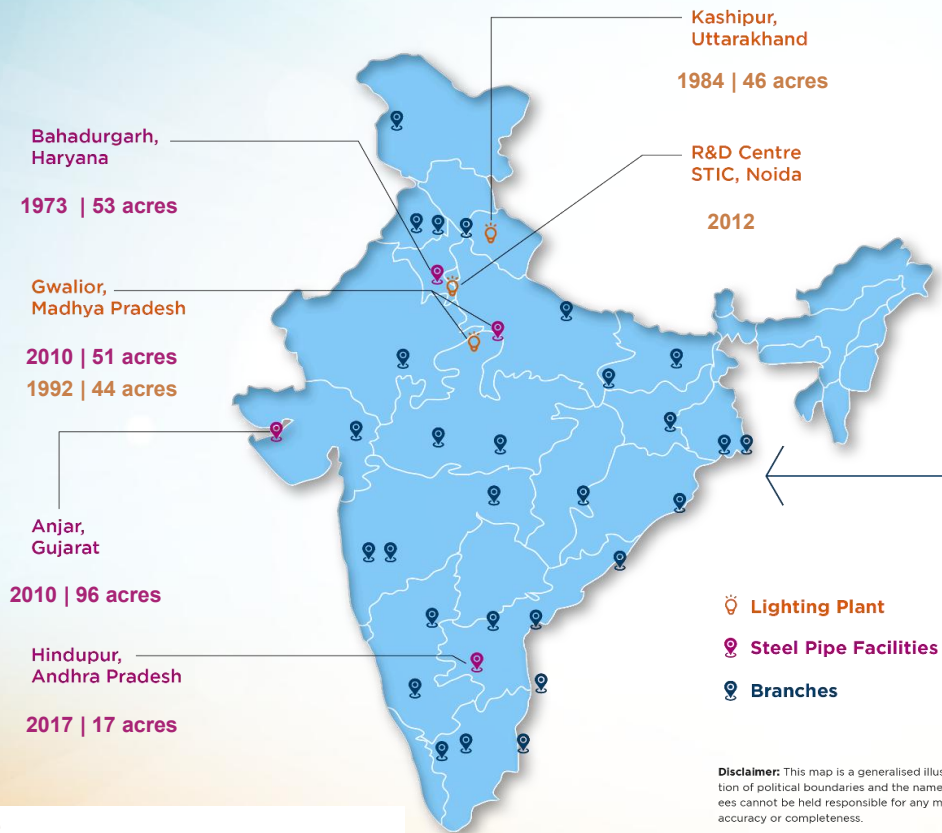 Kashipur,
Uttarakhand
1984 | 46 acres
Bahadurgarh,
Haryana
1973 | 53 acres
R&D Centre
STIC, Noida
2012
Gwalior,
Madhya Pradesh
2010 | 51 acres
1992 | 44 acres
Anjar,
Gujarat
2010 | 96 acres
Hindupur,
Andhra Pradesh
2017 | 17 acres
Lighting Plant
Steel Pipe Facilities
Branches
Disclaimer: This map is a generalised illus
tion of political boundaries and the name
ees cannot be held responsible for any m
accuracy or completeness.